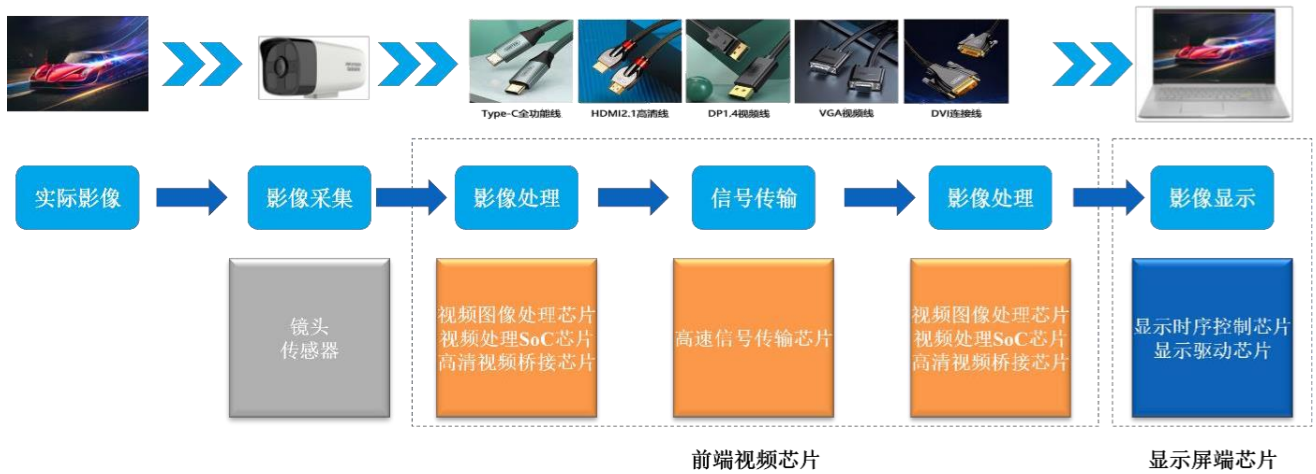 Type-C全功能线
HDMI2.1高清线
DP1.4视频线
VGA视频线
DVI连接线
实际影像
影像采集
影像处理
信号传输
影像处理
影像显示
镜头
传感器
视频图像处理芯片
视频处理SoC芯片
高清视频桥接芯片
高速信号传输芯片
视频图像处理芯片
视频处理SoC芯片
高清视频桥接芯片
显示时序控制芯片
显示驱动芯片
前端视频芯片
显示屏端芯片